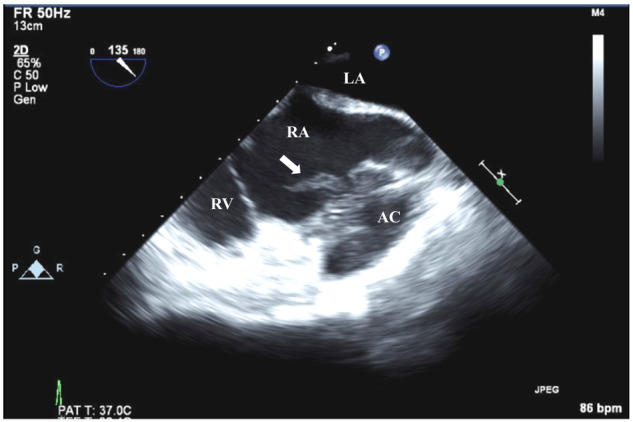 FR 50Hz
13cm
M4
2D
65%
C 50
P Low
Gen
0 135 180
P
LA
RA
RV
AC
x
G
P R
JPEG
PAT T: 37.0C
86 bpm